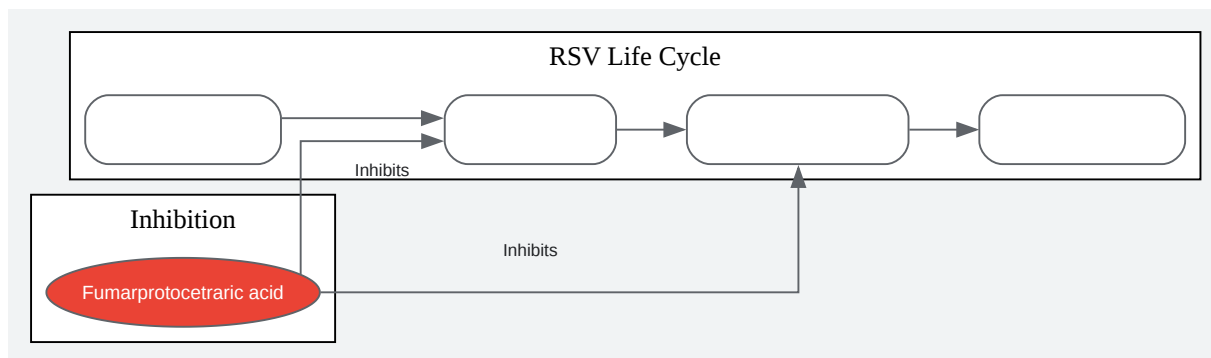 RSV Life Cycle
Inhibits
Inhibition
Inhibits
Fumarprotocetraric acid